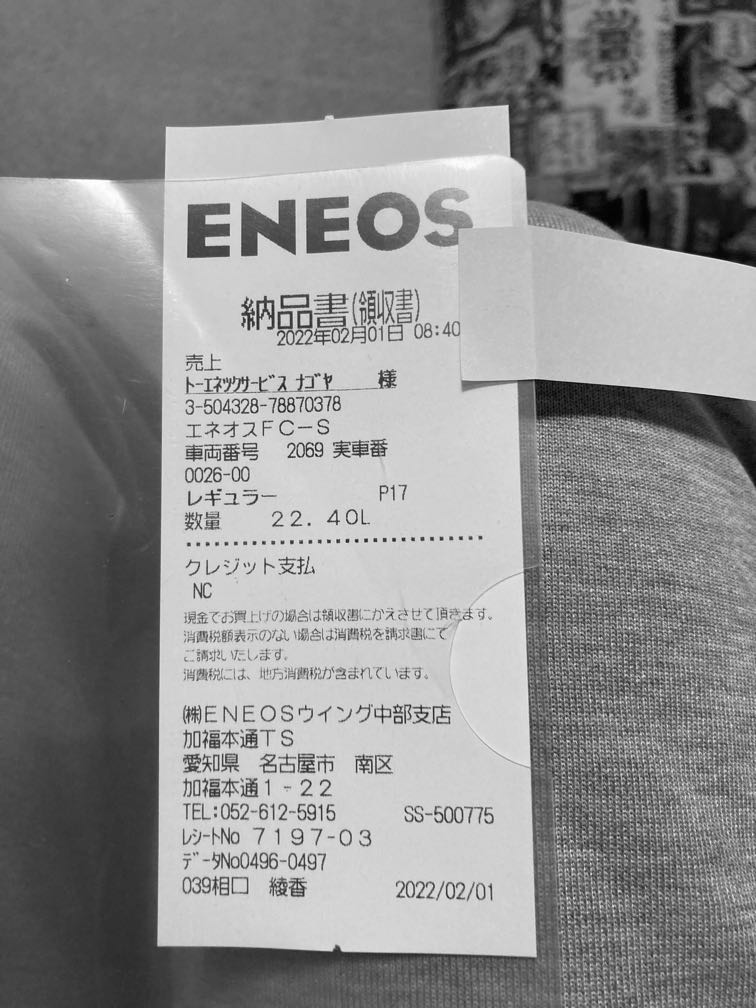 ENEOS
納品書(領収書)
2022年02月01日 08:40
売上
トーエネックサービス ナゴヤ 様
3-504328-78870378
エネオスFC-S
車両番号 2069 実車番
0026-00
レギュラー P17
数量 22.40L
クレジット支払
NC
現金でお買上げの場合は領収書にかえさせて頂きます。
消費税額表示のない場合は消費税を請求書にて
ご請求いたします。
消費税には、地方消費税が含まれています。
㈱ENEOSウイング中部支店
加福本通TS
愛知県 名古屋市 南区
加福本通1-22
TEL:052-612-5915 SS-500775
レシートNo 7197-03
データNo0496-0497
039相口 綾香 2022/02/01